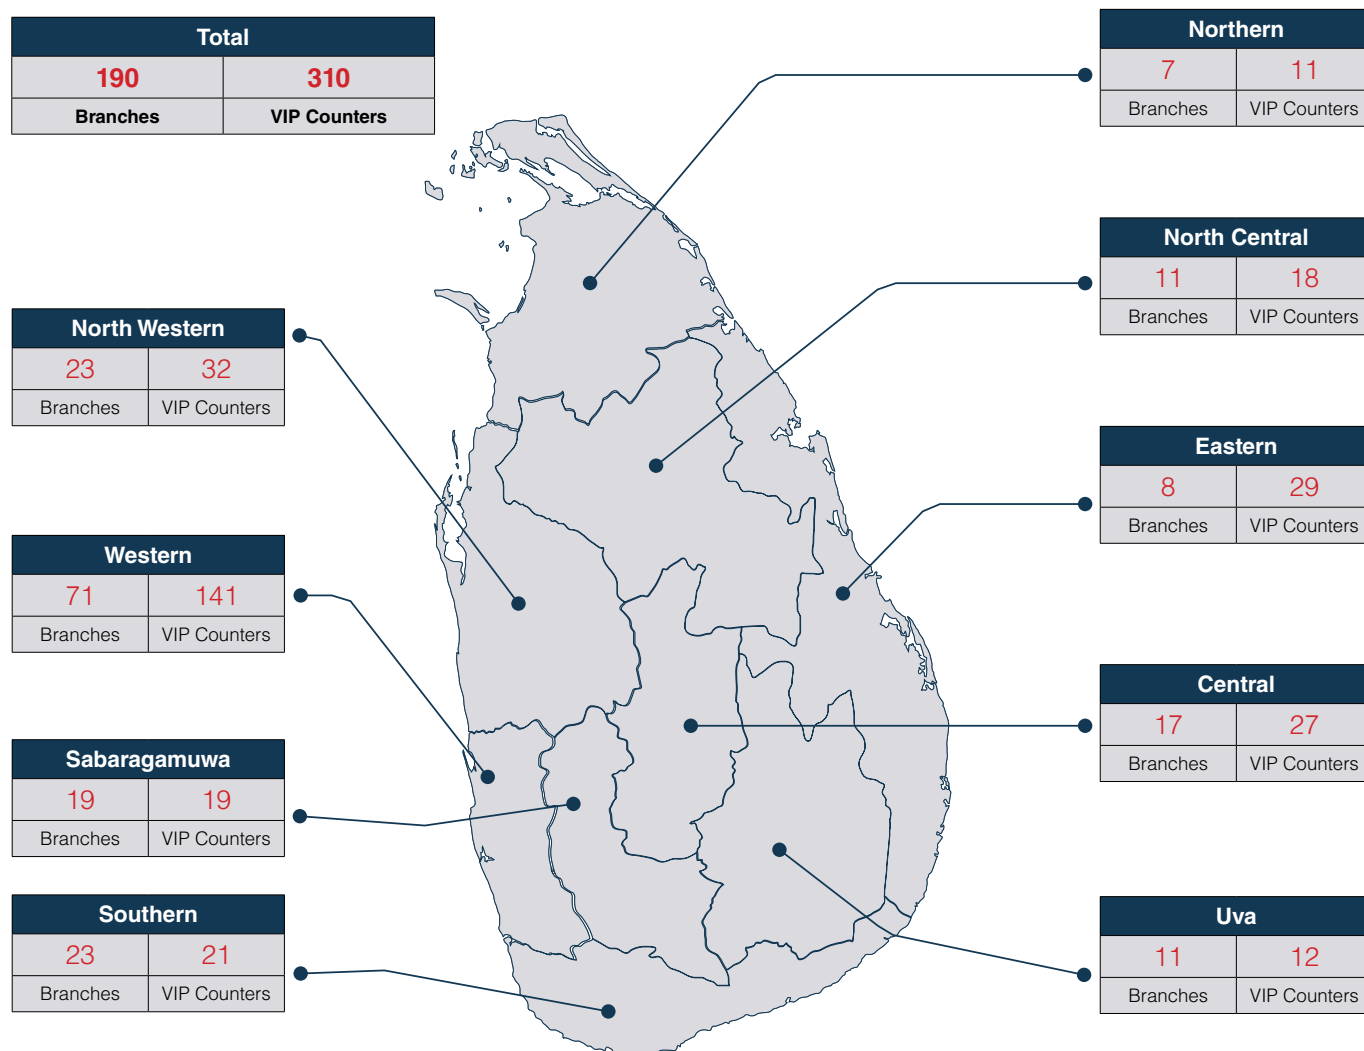 Total
190 310
Branches VIP Counters
Northern
7 11
Branches VIP Counters
North Central
11 18
Branches VIP Counters
North Western
23 32
Branches VIP Counters
Eastern
8 29
Branches VIP Counters
Western
71 141
Branches VIP Counters
Central
17 27
Branches VIP Counters
Sabaragamuwa
19 19
Branches VIP Counters
Southern
23 21
Branches VIP Counters
Uva
11 12
Branches VIP Counters